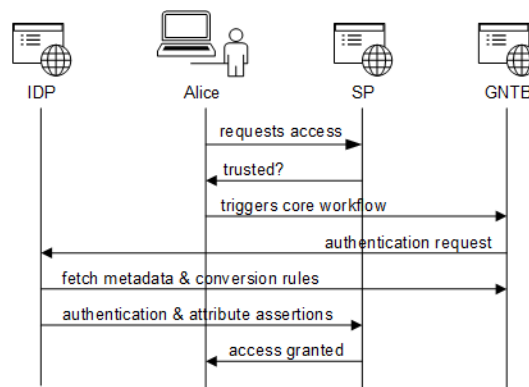 IDP
Alice
SP
GNTB
requests access
trusted?
triggers core workflow
authentication request
fetch metadata & conversion rules
authentication & attribute assertions
access granted